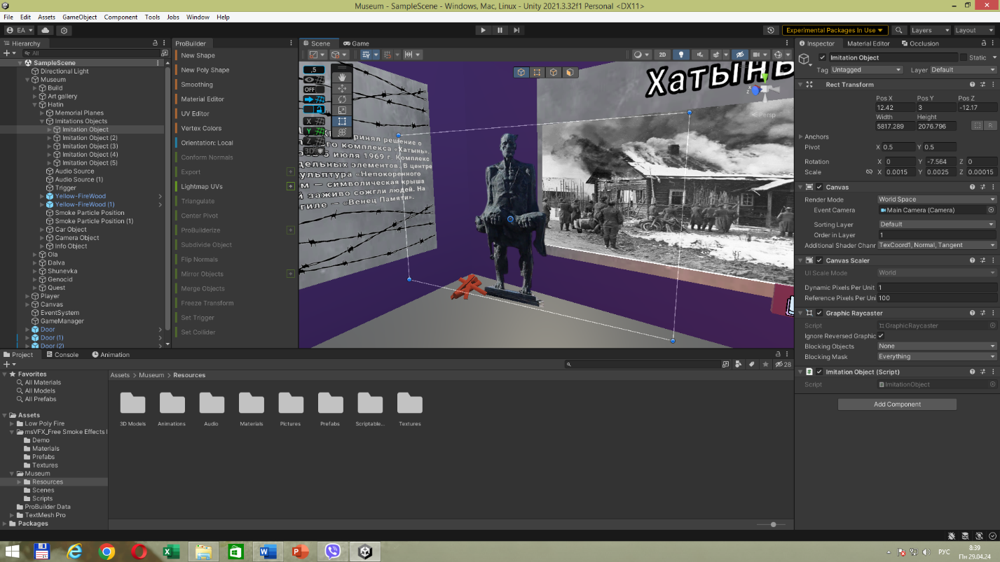 Museum - SampleScene - Windows, Mac, Linux - Unity 2021.3.32f1 Personal <DX11>
File Edit Assets GameObject Component Tools Jobs Window Help
EA
Experimental Packages In Use
Layers
Layout
Hierarchy
All
SampleScene
Directional Light
Museum
Build
Art gallery
Hatin
Memorial Planes
Imitations Objects
Imitation Object
Imitation Object (2)
Imitation Object (3)
Imitation Object (4)
Imitation Object (5)
Audio Source
Audio Source (1)
Trigger
Yellow-FireWood
Yellow-FireWood (1)
Smoke Particle Position
Smoke Particle Position (1)
Car Object
Camera Object
Info Object
Ola
Dalva
Shunevka
Genocid
Quest
Player
Canvas
EventSystem
GameManager
Door
Door (1)
Door (2)
ProBuilder
New Shape
New Poly Shape
Smoothing
Material Editor
UV Editor
Vertex Colors
Orientation: Local
Conform Normals
Export
Lightmap UVs
Triangulate
Center Pivot
ProBuilderize
Subdivide Object
Flip Normals
Mirror Objects
Merge Objects
Freeze Transform
Set Trigger
Set Collider
Scene Game
2D
,5
OFF
X
Y
Z
3D
Хатынь
z
Persp
принял решение о
комплекса «Хатынь».
июля 1969 г. Комплекс
дельных элементов. В центре
ульптура «Непокоренного
м — символическая крыша
й заживо сожгли людей. На
гиле — «Венец Памяти».
Inspector Material Editor Occlusion
Imitation Object Static
Tag Untagged Layer Default
Rect Transform
Pos X Pos Y Pos Z
12.42 3 -12.17
Width Height
5817.289 2076.796
R
Anchors
Pivot X 0.5 Y 0.5
Rotation X 0 Y -7.564 Z 0
Scale X 0.0015 Y 0.0025 Z 0.00015
Canvas
Render Mode World Space
Event Camera Main Camera (Camera)
Sorting Layer Default
Order in Layer 1
Additional Shader Chanr TexCoord1, Normal, Tangent
Canvas Scaler
UI Scale Mode World
Dynamic Pixels Per Unit 1
Reference Pixels Per Uni 100
Graphic Raycaster
Script GraphicRaycaster
Ignore Reversed Graphic
Blocking Objects None
Blocking Mask Everything
Imitation Object (Script)
Script ImitationObject
Add Component
Project Console Animation
28
Favorites
All Materials
All Models
All Prefabs
Assets
Low Poly Fire
msVFX_Free Smoke Effects
Demo
Materials
Prefabs
Textures
Museum
Resources
Scenes
Scripts
ProBuilder Data
TextMesh Pro
Packages
Assets > Museum > Resources
3D Models Animations Audio Materials Pictures Prefabs Scriptable... Textures
РУС
8:39
Пн 29.04.24